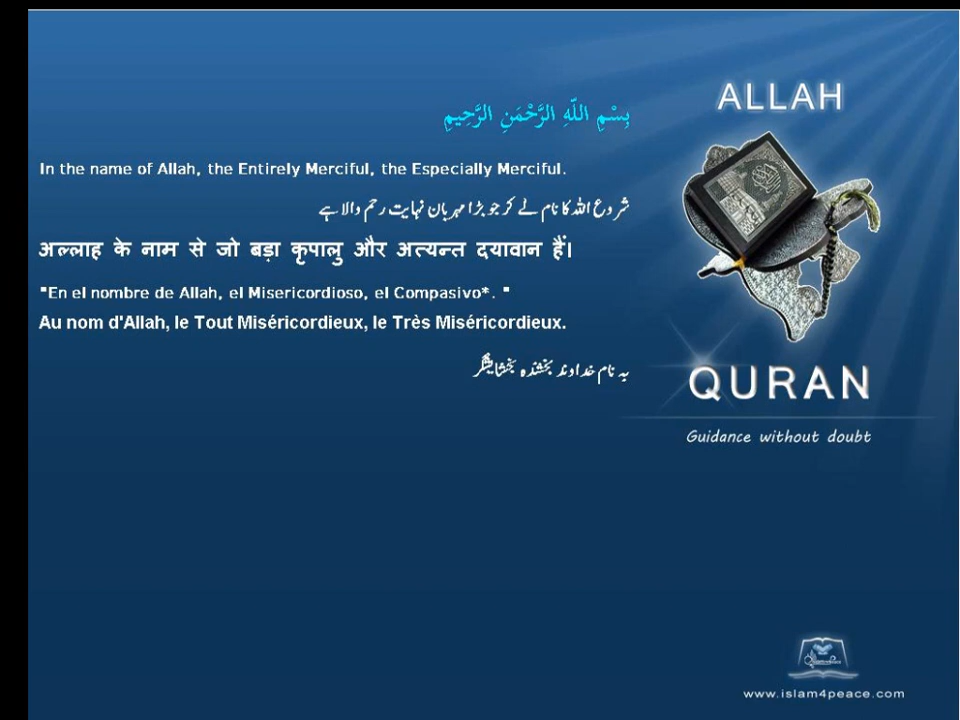 بِسْمِ اللَّهِ الرَّحْمَنِ الرَّحِيمِ
In the name of Allah, the Entirely Merciful, the Especially Merciful.
شروع اللہ کا نام لے کر جو بڑا مہربان نہایت رحم والا ہے
अल्लाह के नाम से जो बड़ा कृपालु और अत्यन्त दयावान हैं।
"En el nombre de Allah, el Misericordioso, el Compasivo*. "
Au nom d'Allah, le Tout Miséricordieux, le Très Miséricordieux.
به نام خداوند بخشنده بخشایشگر
ALLAH
QURAN
Guidance without doubt
www.islam4peace.com